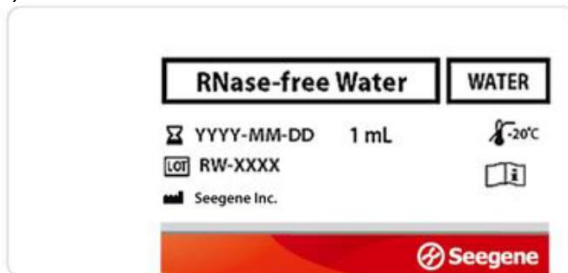 RNase-free Water WATER
YYYY-MM-DD 1 mL -20°C
LOT RW-XXXX
Seegene Inc.
Seegene